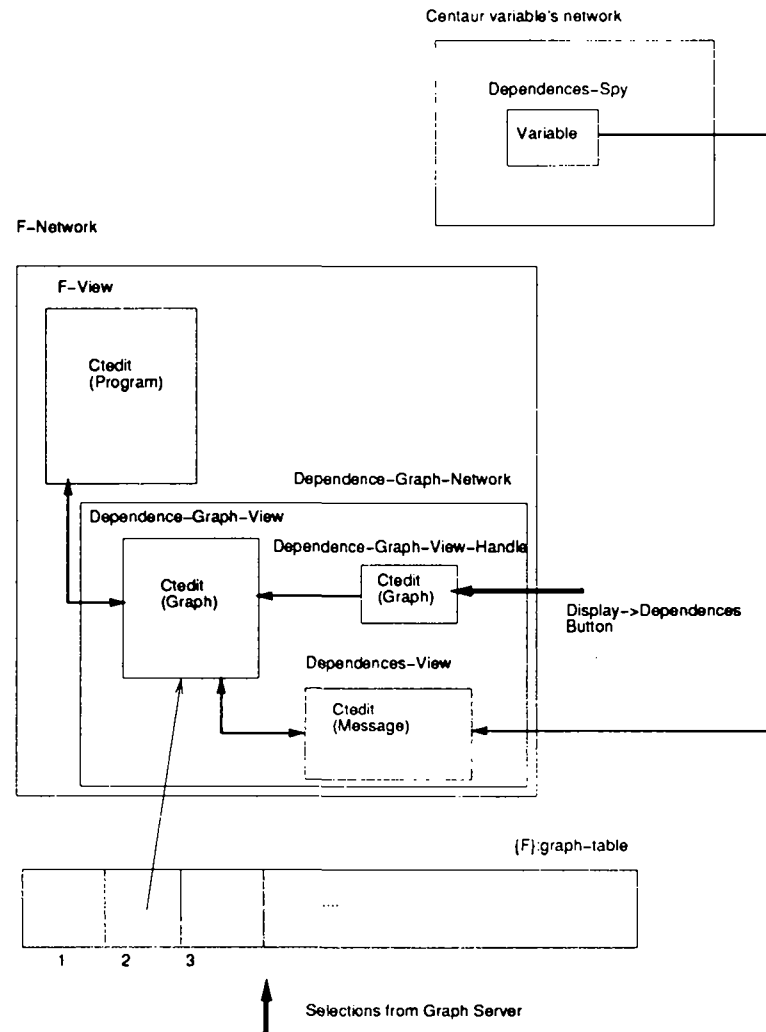 Centaur variable's network
Dependences-Spy
Variable
F-Network
F-View
Ctedit
(Program)
Dependence-Graph-Network
Dependence-Graph-View
Dependence-Graph-View-Handle
Ctedit
(Graph)
Ctedit
(Graph)
Display->Dependences
Button
Dependences-View
Ctedit
(Message)
{F}:graph-table
....
1 2 3
Selections from Graph Server